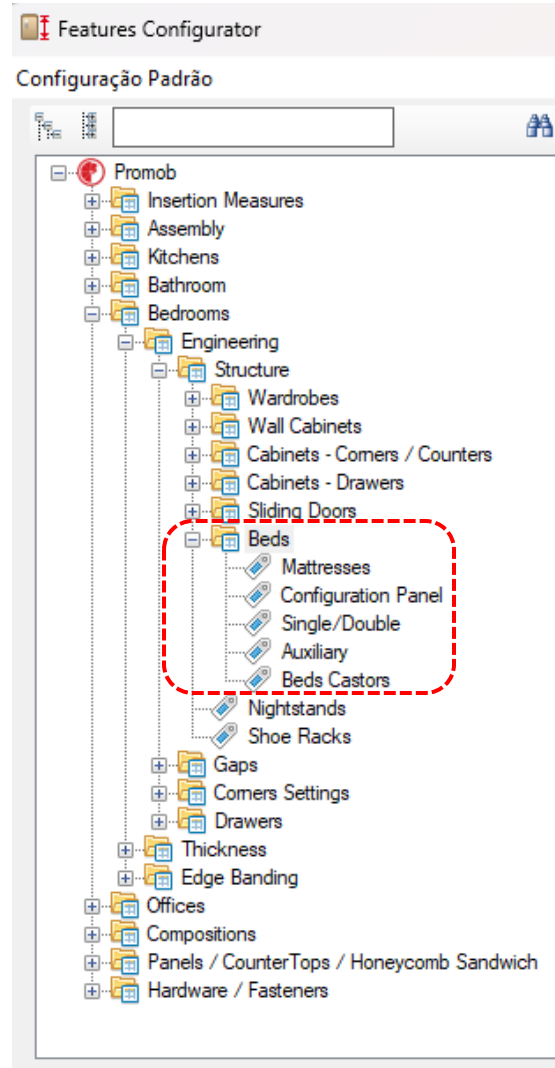 Features Configurator
Configuração Padrão
Promob
Insertion Measures
Assembly
Kitchens
Bathroom
Bedrooms
Engineering
Structure
Wardrobes
Wall Cabinets
Cabinets - Corners / Counters
Cabinets - Drawers
Sliding Doors
Beds
Mattresses
Configuration Panel
Single/Double
Auxiliary
Beds Castors
Nightstands
Shoe Racks
Gaps
Corners Settings
Drawers
Thickness
Edge Banding
Offices
Compositions
Panels / CounterTops / Honeycomb Sandwich
Hardware / Fasteners